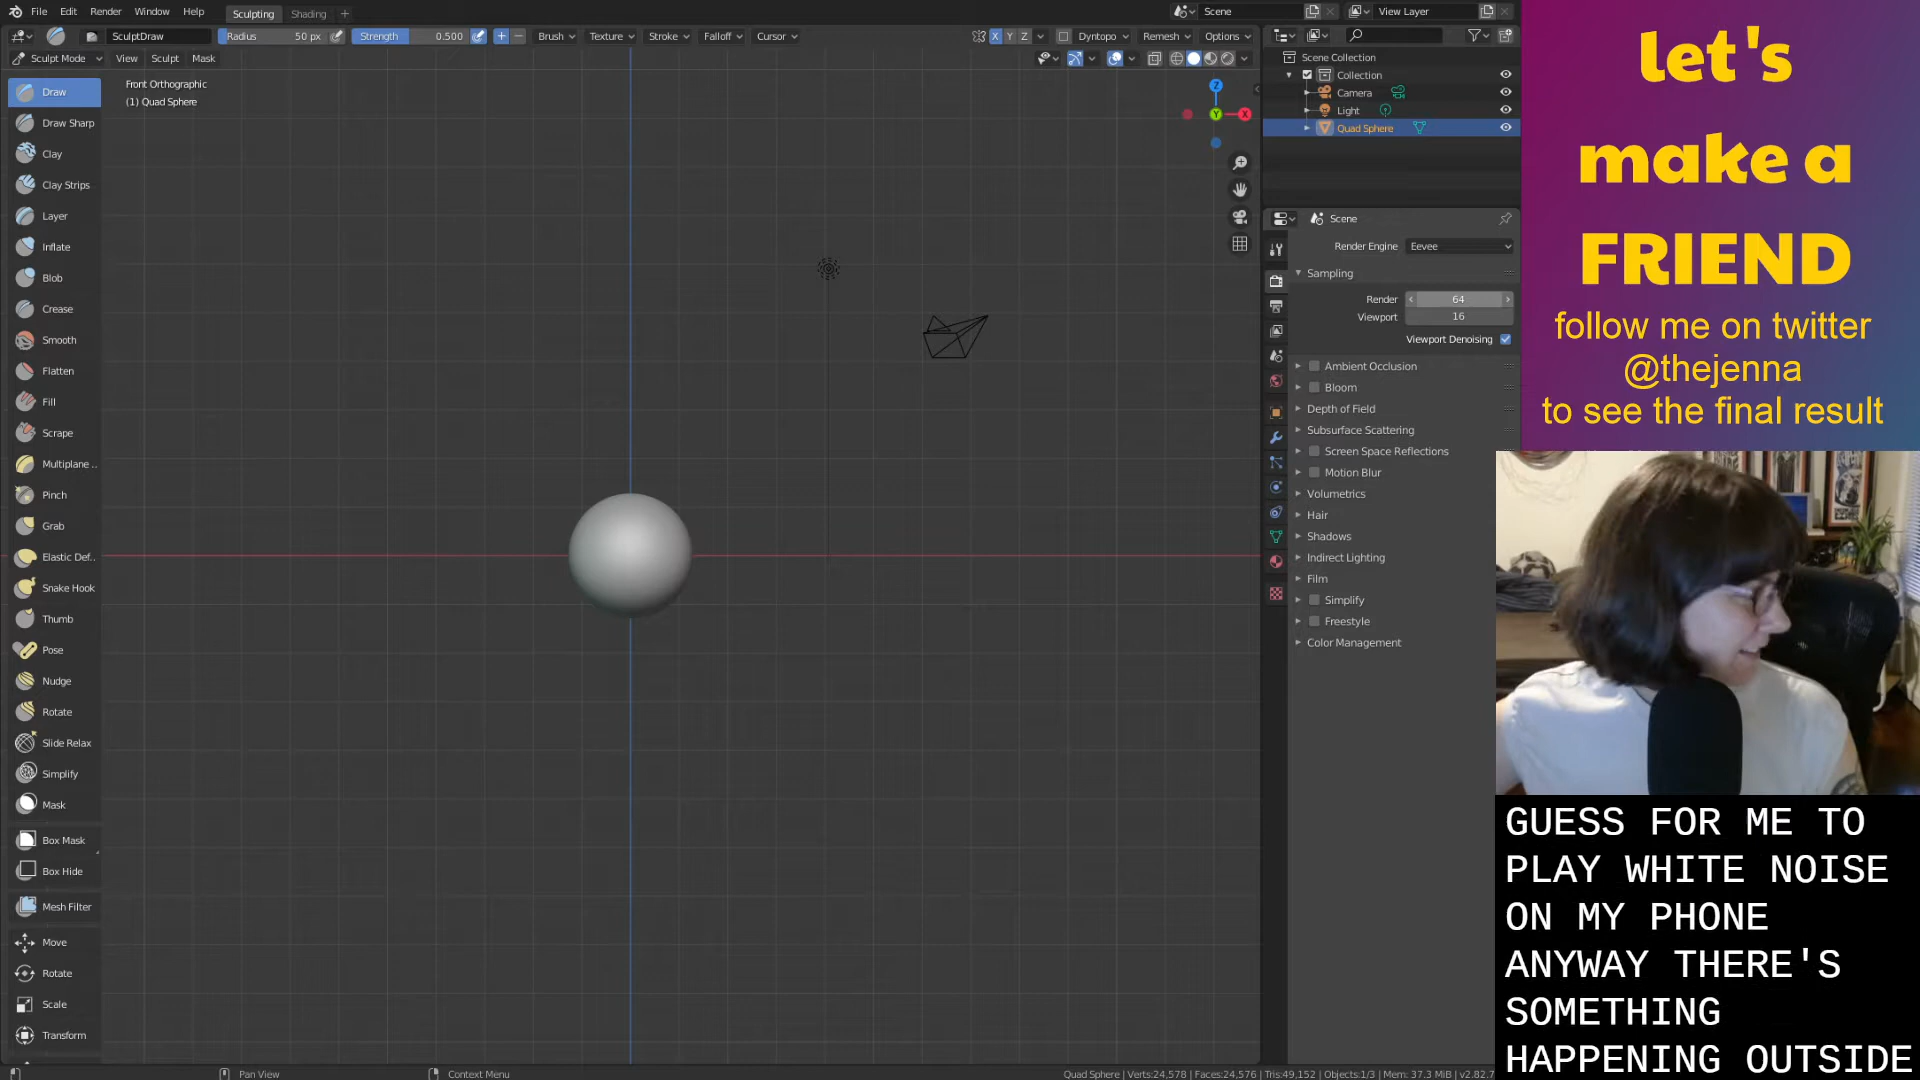 File Edit Render Window Help Sculpting Shading + Scene View Layer
SculptDraw Radius 50 px Strength 0.500 + − Brush Texture Stroke Falloff Cursor X Y Z Dyntopo Remesh Options
Sculpt Mode View Sculpt Mask
Front Orthographic
(1) Quad Sphere
Draw
Draw Sharp
Clay
Clay Strips
Layer
Inflate
Blob
Crease
Smooth
Flatten
Fill
Scrape
Multiplane ..
Pinch
Grab
Elastic Def..
Snake Hook
Thumb
Pose
Nudge
Rotate
Slide Relax
Simplify
Mask
Box Mask
Box Hide
Mesh Filter
Move
Rotate
Scale
Transform
Z
Y X
Scene Collection
Collection
Camera
Light
Quad Sphere
Scene
Render Engine Eevee
Sampling
Render 64
Viewport 16
Viewport Denoising
Ambient Occlusion
Bloom
Depth of Field
Subsurface Scattering
Screen Space Reflections
Motion Blur
Volumetrics
Hair
Shadows
Indirect Lighting
Film
Simplify
Freestyle
Color Management
let's
make a
FRIEND
follow me on twitter
@thejenna
to see the final result
GUESS FOR ME TO
PLAY WHITE NOISE
ON MY PHONE
ANYWAY THERE'S
SOMETHING
HAPPENING OUTSIDE
Pan View Context Menu Quad Sphere | Verts:24,578 | Faces:24,576 | Tris:49,152 | Objects:1/3 | Mem: 37.3 MiB | v2.82.7